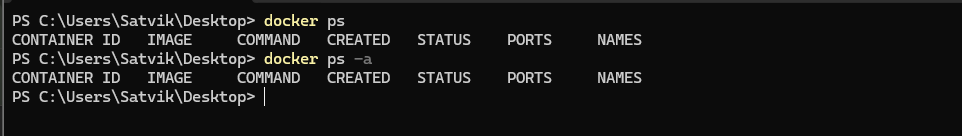 PS C:\Users\Satvik\Desktop> docker ps
CONTAINER ID   IMAGE     COMMAND   CREATED   STATUS    PORTS     NAMES
PS C:\Users\Satvik\Desktop> docker ps -a
CONTAINER ID   IMAGE     COMMAND   CREATED   STATUS    PORTS     NAMES
PS C:\Users\Satvik\Desktop>